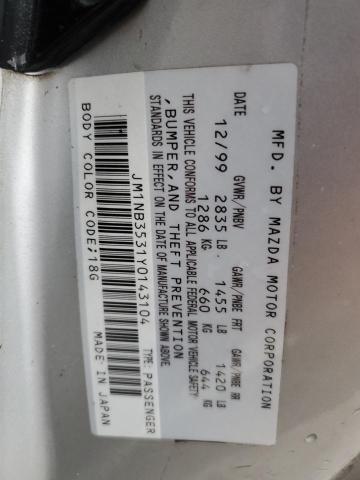 MFD. BY MAZDA MOTOR CORPORATION
DATE GVWR/PNBV GAWR/PNBE FRT GAWR/PNBE RR
12/99 2835 LB 1455 LB 1420 LB
1286 KG 660 KG 644 KG
THIS VEHICLE CONFORMS TO ALL APPLICABLE FEDERAL MOTOR VEHICLE SAFETY
, BUMPER, AND THEFT PREVENTION
STANDARDS IN EFFECT ON THE DATE OF MANUFACTURE SHOWN ABOVE.
JM1NB3531Y0143104 TYPE: PASSENGER
BODY COLOR CODE:18G MADE IN JAPAN